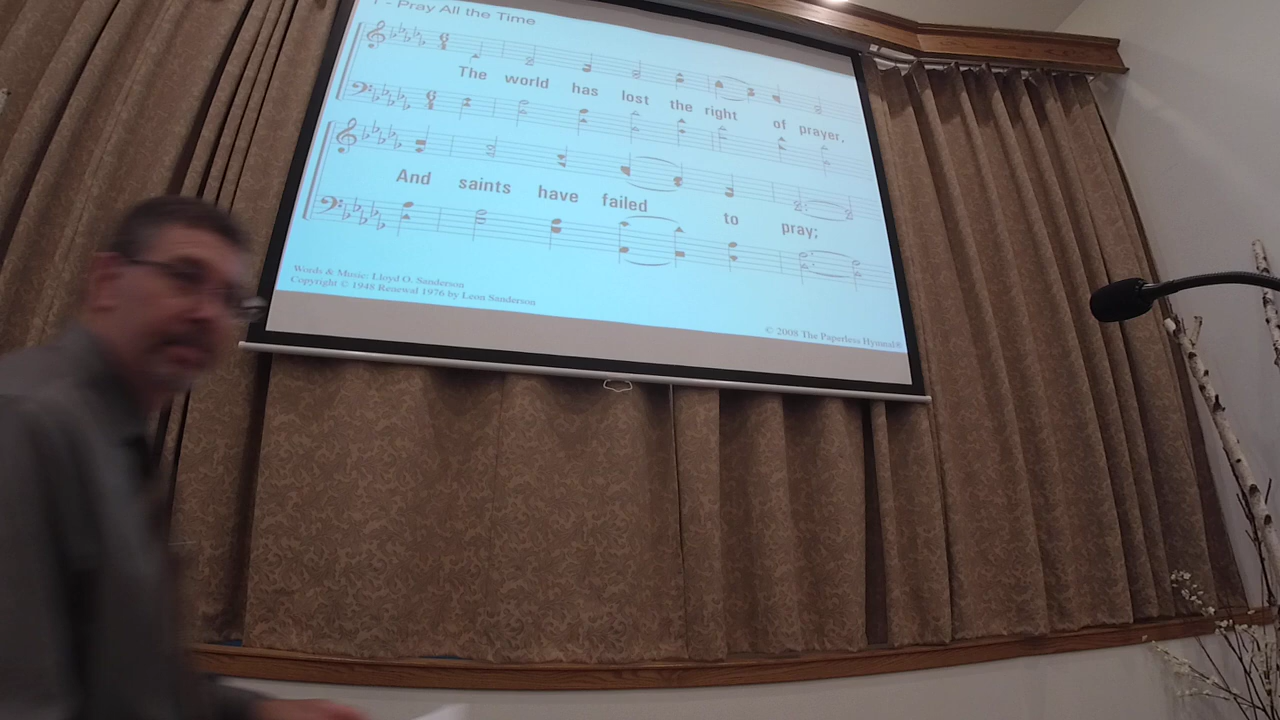 1 - Pray All the Time
The world has lost the right of prayer,
And saints have failed to pray;
Words & Music: Lloyd O. Sanderson
Copyright © 1948 Renewal 1976 by Leon Sanderson
© 2008 The Paperless Hymnal®